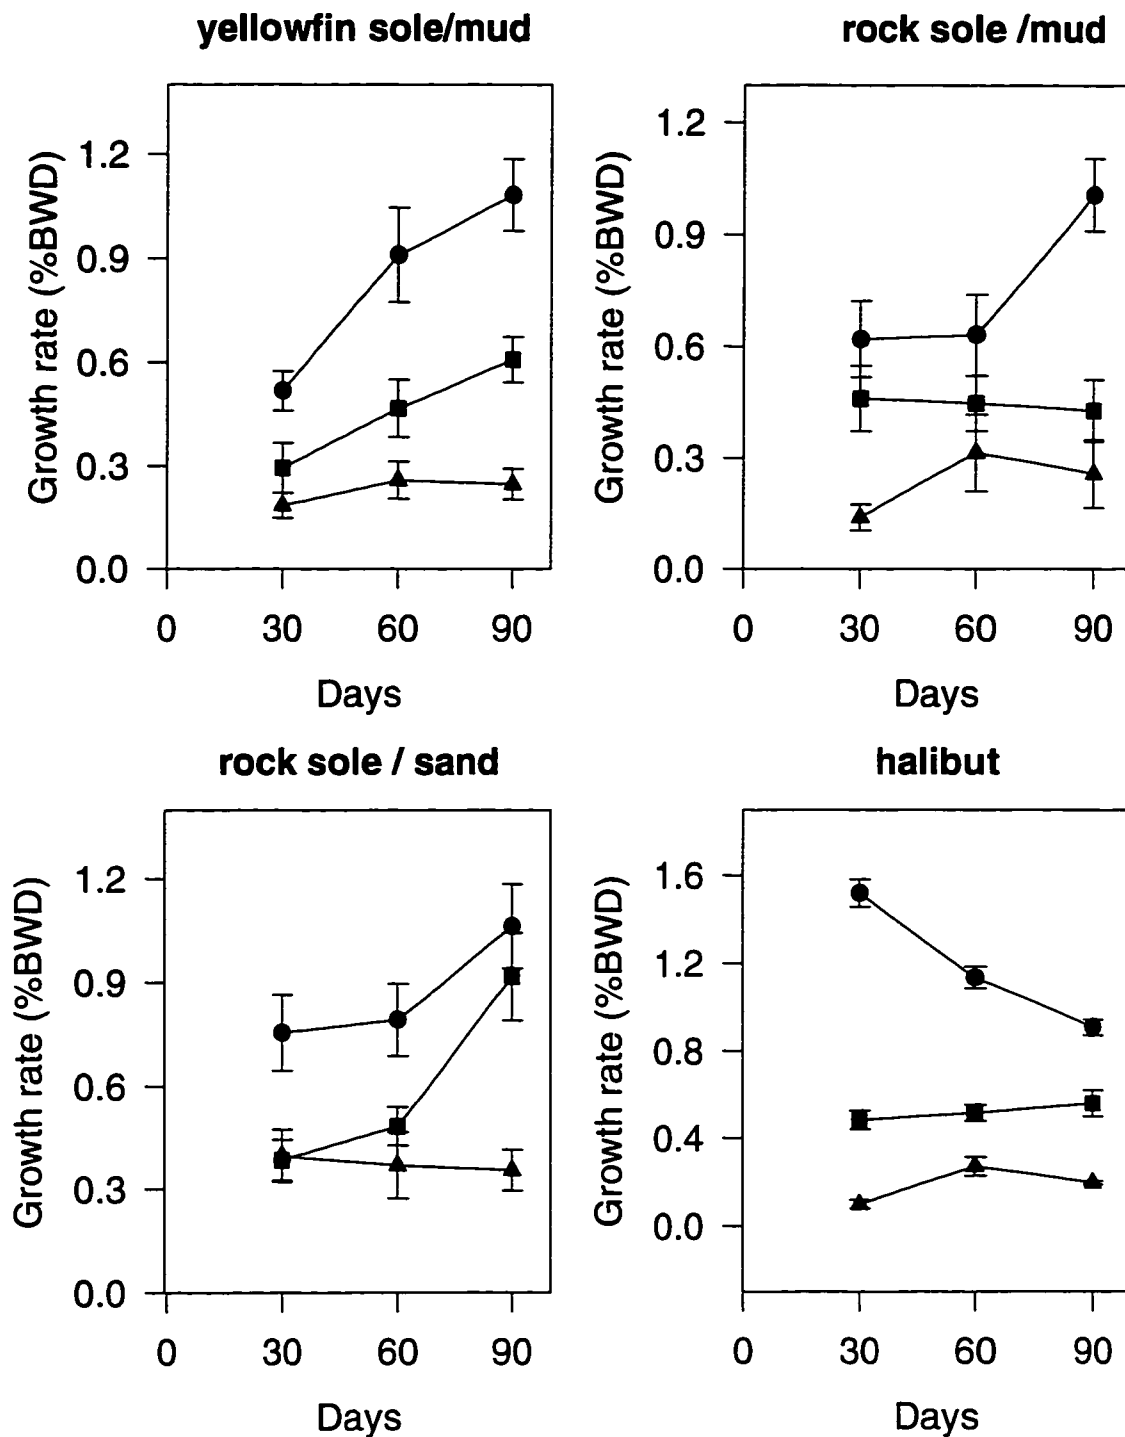 yellowfin sole/mud
Growth rate (%BWD)
1.2
0.9
0.6
0.3
0.0
0 30 60 90
Days
rock sole /mud
Growth rate (%BWD)
1.2
0.9
0.6
0.3
0.0
0 30 60 90
Days
rock sole / sand
Growth rate (%BWD)
1.2
0.9
0.6
0.3
0.0
0 30 60 90
Days
halibut
Growth rate (%BWD)
1.6
1.2
0.8
0.4
0.0
0 30 60 90
Days